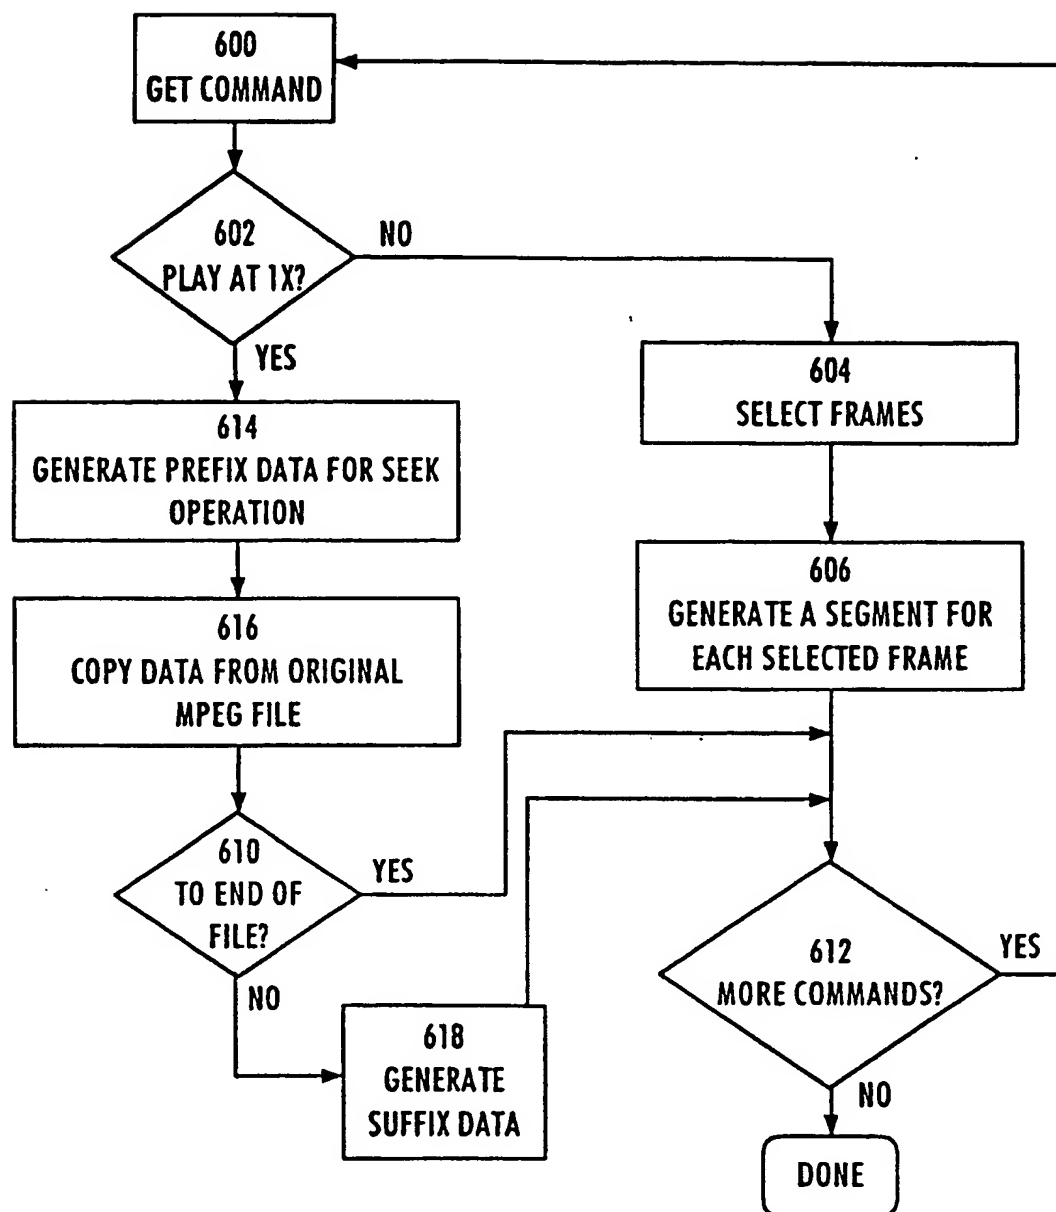 600
GET COMMAND
602
PLAY AT 1X?
NO
YES
604
SELECT FRAMES
614
GENERATE PREFIX DATA FOR SEEK
OPERATION
606
GENERATE A SEGMENT FOR
EACH SELECTED FRAME
616
COPY DATA FROM ORIGINAL
MPEG FILE
610
TO END OF
FILE?
YES
NO
612
MORE COMMANDS?
YES
NO
618
GENERATE
SUFFIX DATA
DONE